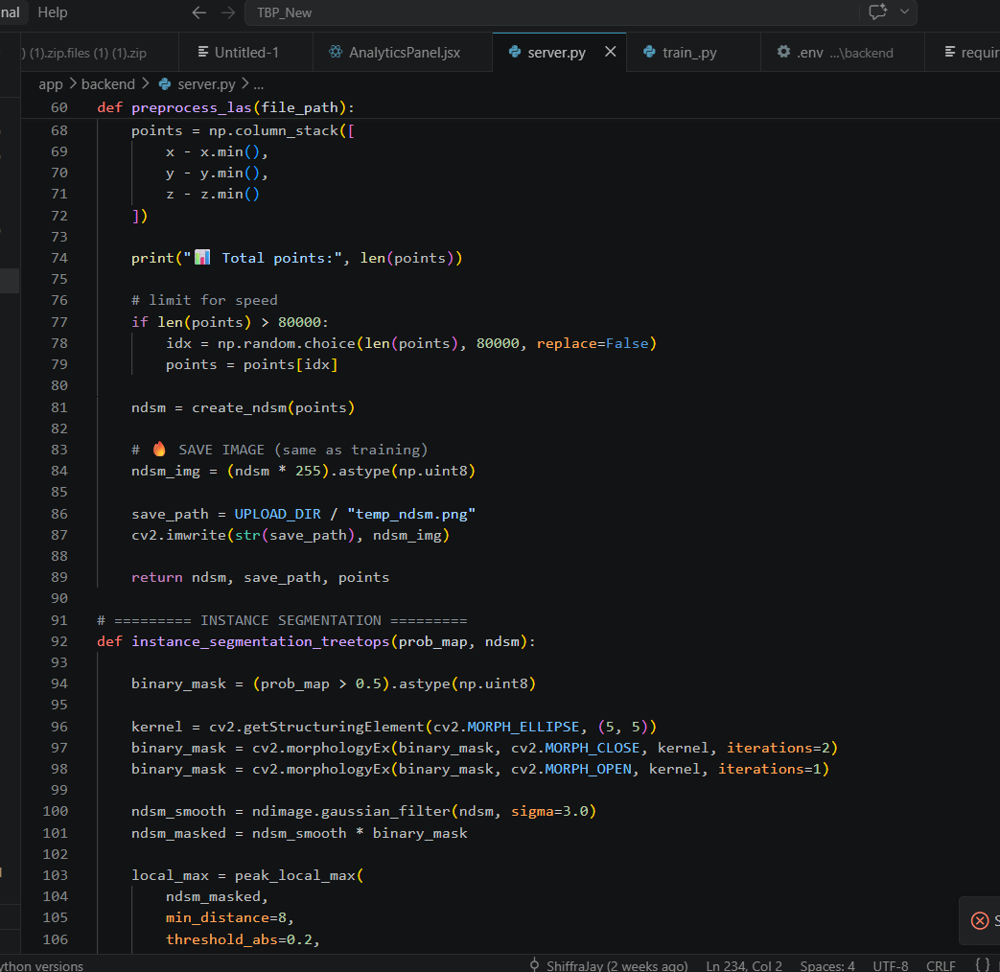 nal Help TBP_New
) (1).zip.files (1) (1).zip Untitled-1 AnalyticsPanel.jsx server.py train_.py .env ...\backend requir
app > backend > server.py > ...
60 def preprocess_las(file_path):
68 points = np.column_stack([
69 x - x.min(),
70 y - y.min(),
71 z - z.min()
72 ])
73
74 print("📊 Total points:", len(points))
75
76 # limit for speed
77 if len(points) > 80000:
78 idx = np.random.choice(len(points), 80000, replace=False)
79 points = points[idx]
80
81 ndsm = create_ndsm(points)
82
83 # 🔥 SAVE IMAGE (same as training)
84 ndsm_img = (ndsm * 255).astype(np.uint8)
85
86 save_path = UPLOAD_DIR / "temp_ndsm.png"
87 cv2.imwrite(str(save_path), ndsm_img)
88
89 return ndsm, save_path, points
90
91 # ========= INSTANCE SEGMENTATION =========
92 def instance_segmentation_treetops(prob_map, ndsm):
93
94 binary_mask = (prob_map > 0.5).astype(np.uint8)
95
96 kernel = cv2.getStructuringElement(cv2.MORPH_ELLIPSE, (5, 5))
97 binary_mask = cv2.morphologyEx(binary_mask, cv2.MORPH_CLOSE, kernel, iterations=2)
98 binary_mask = cv2.morphologyEx(binary_mask, cv2.MORPH_OPEN, kernel, iterations=1)
99
100 ndsm_smooth = ndimage.gaussian_filter(ndsm, sigma=3.0)
101 ndsm_masked = ndsm_smooth * binary_mask
102
103 local_max = peak_local_max(
104 ndsm_masked,
105 min_distance=8,
106 threshold_abs=0.2,
ython versions ShiffraJay (2 weeks ago) Ln 234, Col 2 Spaces: 4 UTF-8 CRLF { }